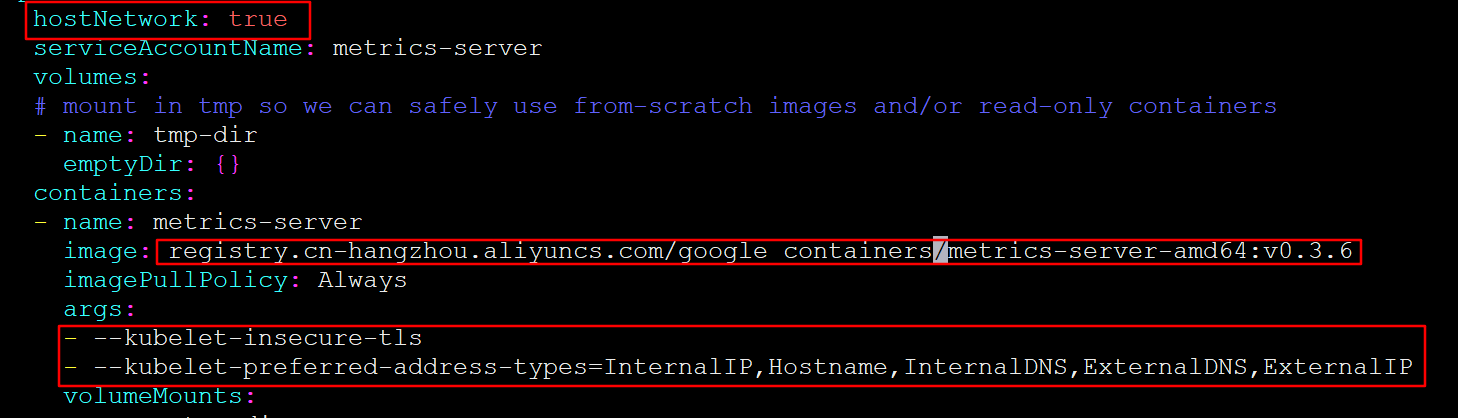 hostNetwork: true
serviceAccountName: metrics-server
volumes:
# mount in tmp so we can safely use from-scratch images and/or read-only containers
- name: tmp-dir
emptyDir: {}
containers:
- name: metrics-server
image: registry.cn-hangzhou.aliyuncs.com/google_containers/metrics-server-amd64:v0.3.6
imagePullPolicy: Always
args:
- --kubelet-insecure-tls
- --kubelet-preferred-address-types=InternalIP,Hostname,InternalDNS,ExternalDNS,ExternalIP
volumeMounts: